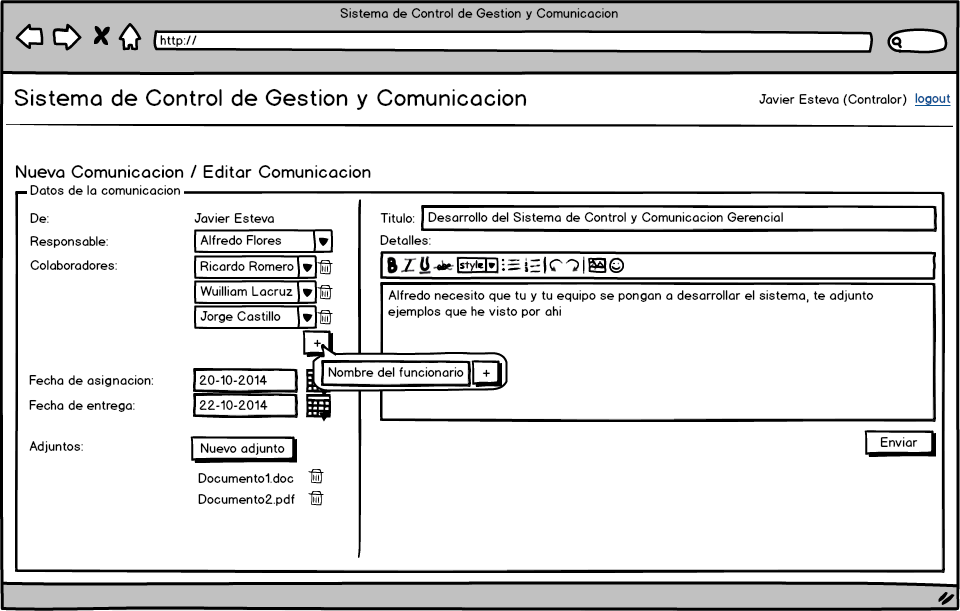 Sistema de Control de Gestion y Comunicacion
http://
Sistema de Control de Gestion y Comunicacion
Javier Esteva (Contralor) logout
Nueva Comunicacion / Editar Comunicacion
Datos de la comunicacion
De: Javier Esteva
Responsable: Alfredo Flores
Colaboradores: Ricardo Romero
Wuilliam Lacruz
Jorge Castillo
+
Nombre del funcionario +
Fecha de asignacion: 20-10-2014
Fecha de entrega: 22-10-2014
Adjuntos: Nuevo adjunto
Documento1.doc
Documento2.pdf
Titulo: Desarrollo del Sistema de Control y Comunicacion Gerencial
Detalles:
B I U abc style
Alfredo necesito que tu y tu equipo se pongan a desarrollar el sistema, te adjunto
ejemplos que he visto por ahi
Enviar